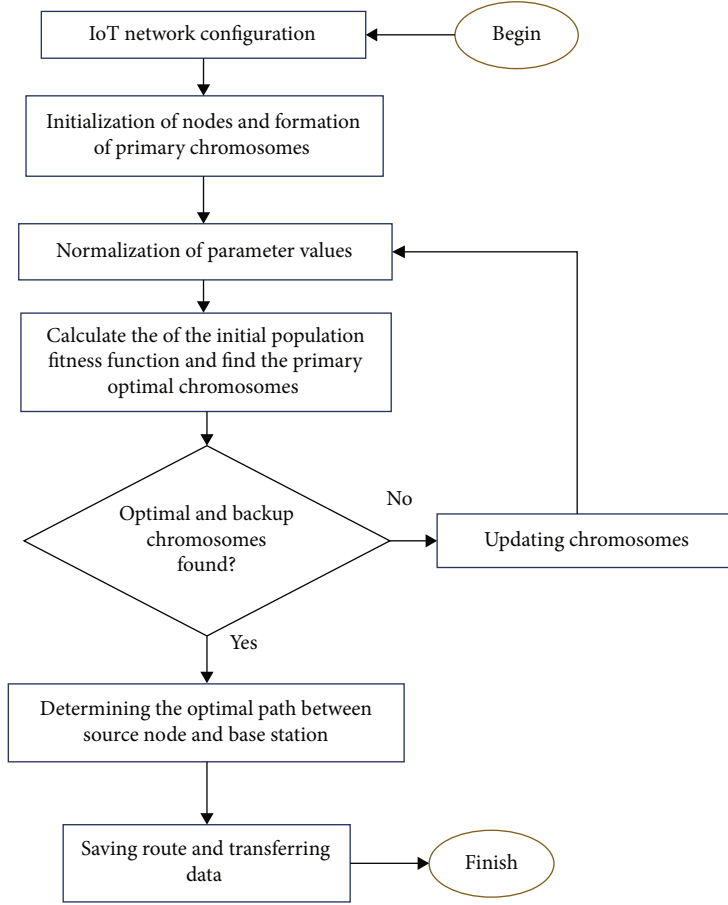 IoT network configuration
Begin
Initialization of nodes and formation
of primary chromosomes
Normalization of parameter values
Calculate the of the initial population
fitness function and find the primary
optimal chromosomes
Optimal and backup
chromosomes
found?
No
Updating chromosomes
Yes
Determining the optimal path between
source node and base station
Saving route and transferring
data
Finish